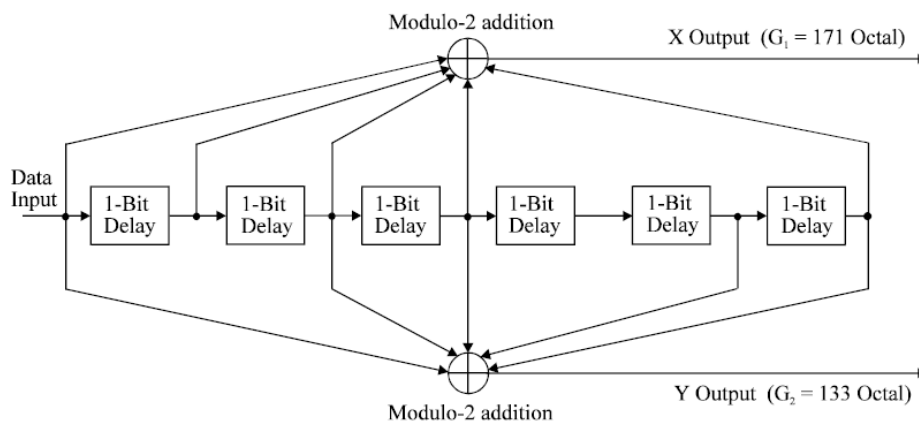 Modulo-2 addition
X Output (G₁ = 171 Octal)
Data
Input
1-Bit
Delay
1-Bit
Delay
1-Bit
Delay
1-Bit
Delay
1-Bit
Delay
1-Bit
Delay
Y Output (G₂ = 133 Octal)
Modulo-2 addition